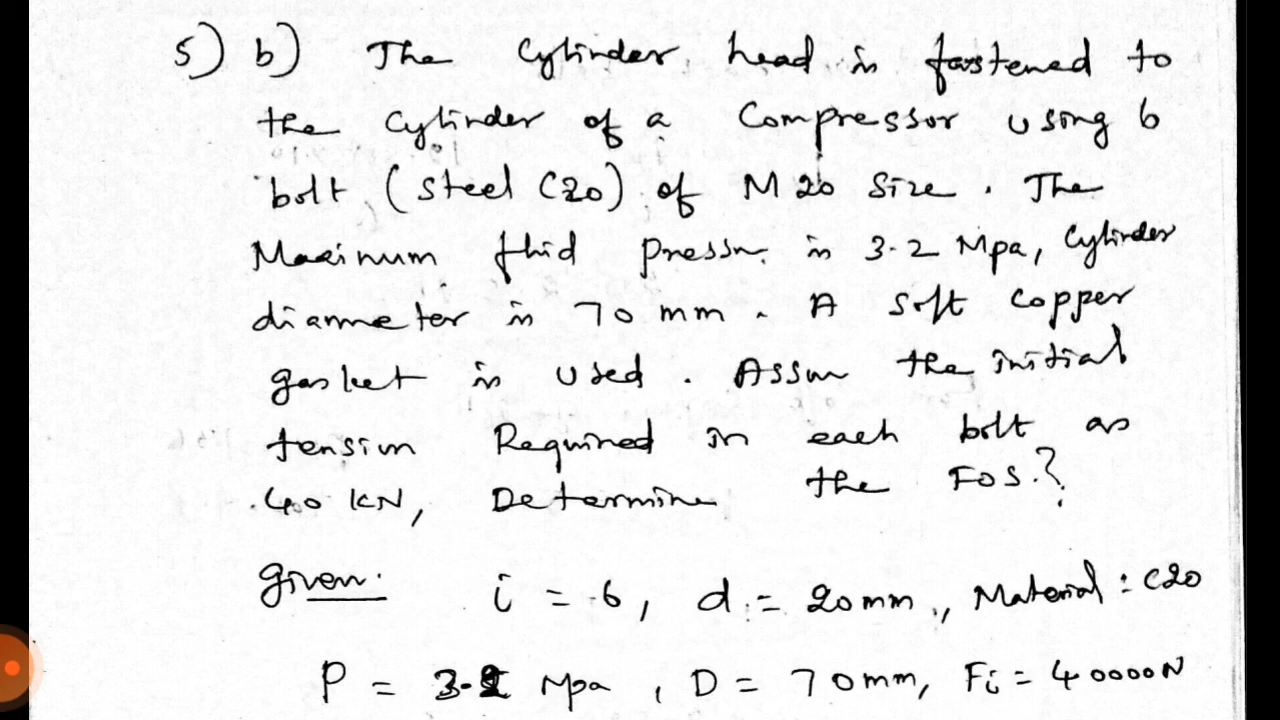 5) b) The Cylinder head is fastened to
the Cylinder of a Compressor using 6
bolt (steel C20) of M20 size. The
Maximum fluid pressure is 3.2 Mpa, Cylinder
diameter is 70 mm. A soft Copper
gasket is used. Assum the initial
tension Required in each bolt as
40 KN, Determine the FOS.?
given: i = 6, d = 20mm, Material: C20
P = 3.2 Mpa, D = 70mm, Fi = 40000N